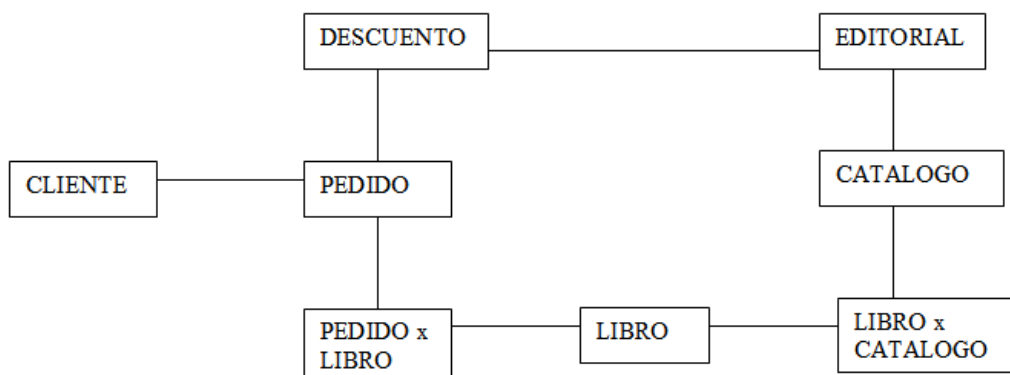 DESCUENTO
EDITORIAL
CLIENTE
PEDIDO
CATALOGO
PEDIDO x
LIBRO
LIBRO
LIBRO x
CATALOGO